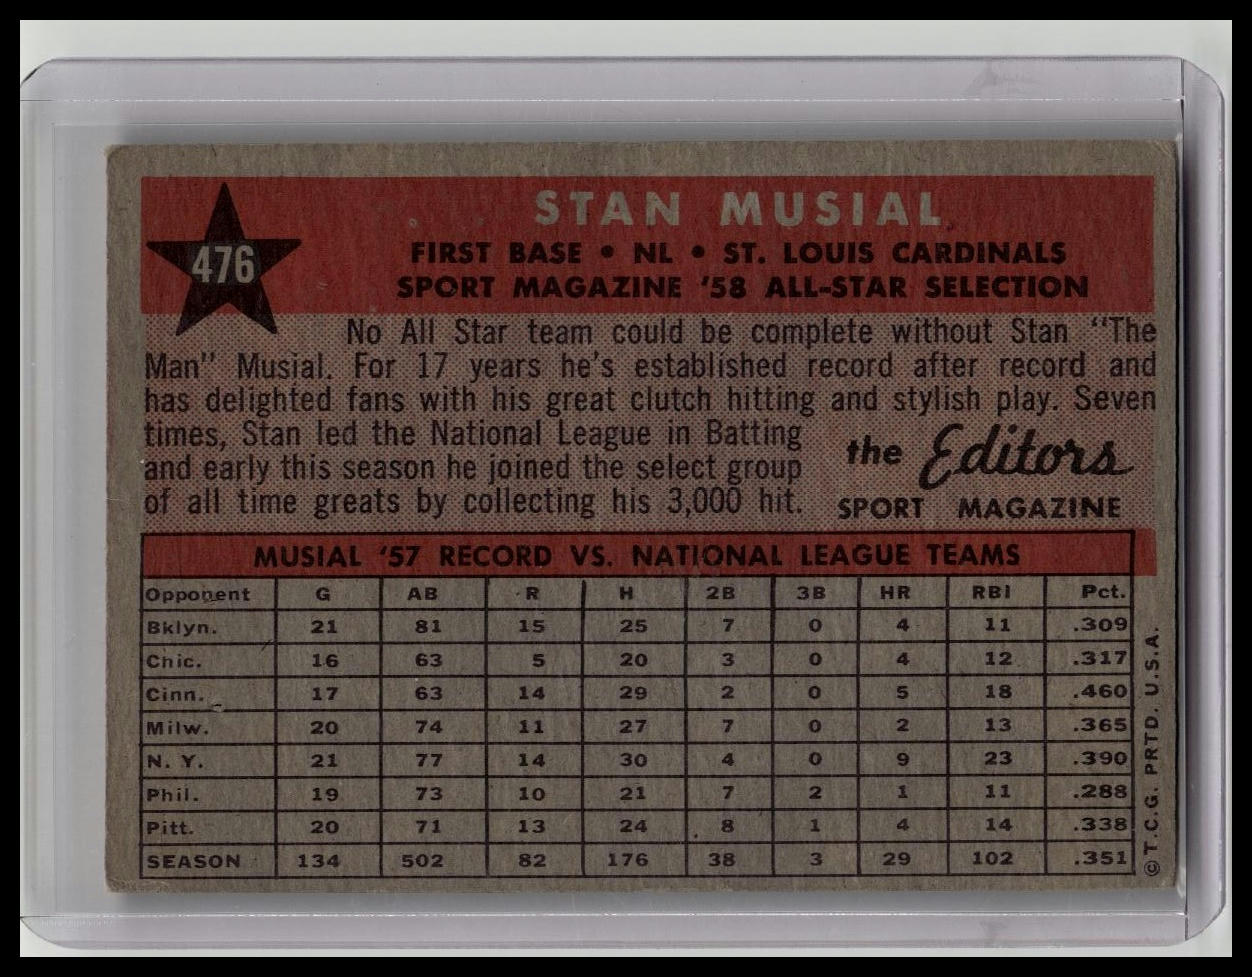 476
STAN MUSIAL
FIRST BASE • NL • ST. LOUIS CARDINALS
SPORT MAGAZINE '58 ALL-STAR SELECTION
No All Star team could be complete without Stan "The
Man" Musial. For 17 years he's established record after record and
has delighted fans with his great clutch hitting and stylish play. Seven
times, Stan led the National League in Batting
and early this season he joined the select group
of all time greats by collecting his 3,000 hit.
the Editors
SPORT MAGAZINE
MUSIAL '57 RECORD VS. NATIONAL LEAGUE TEAMS
Opponent G AB R H 2B 3B HR RBI Pct.
Bklyn. 21 81 15 25 7 0 4 11 .309
Chic. 16 63 5 20 3 0 4 12 .317
Cinn. 17 63 14 29 2 0 5 18 .460
Milw. 20 74 11 27 7 0 2 13 .365
N. Y. 21 77 14 30 4 0 9 23 .390
Phil. 19 73 10 21 7 2 1 11 .288
Pitt. 20 71 13 24 8 1 4 14 .338
SEASON 134 502 82 176 38 3 29 102 .351
©T.C.G. PRTD. U.S.A.